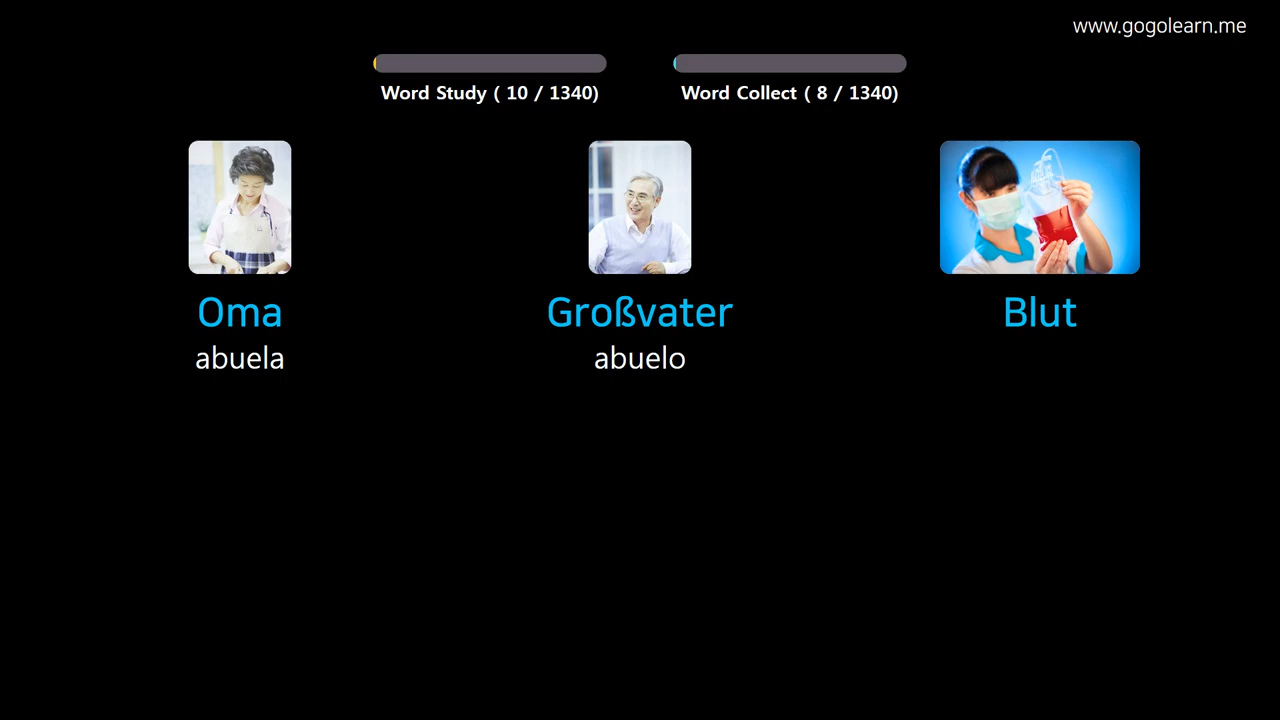 www.gogolearn.me
Word Study ( 10 / 1340)
Word Collect ( 8 / 1340)
Oma
abuela
Großvater
abuelo
Blut